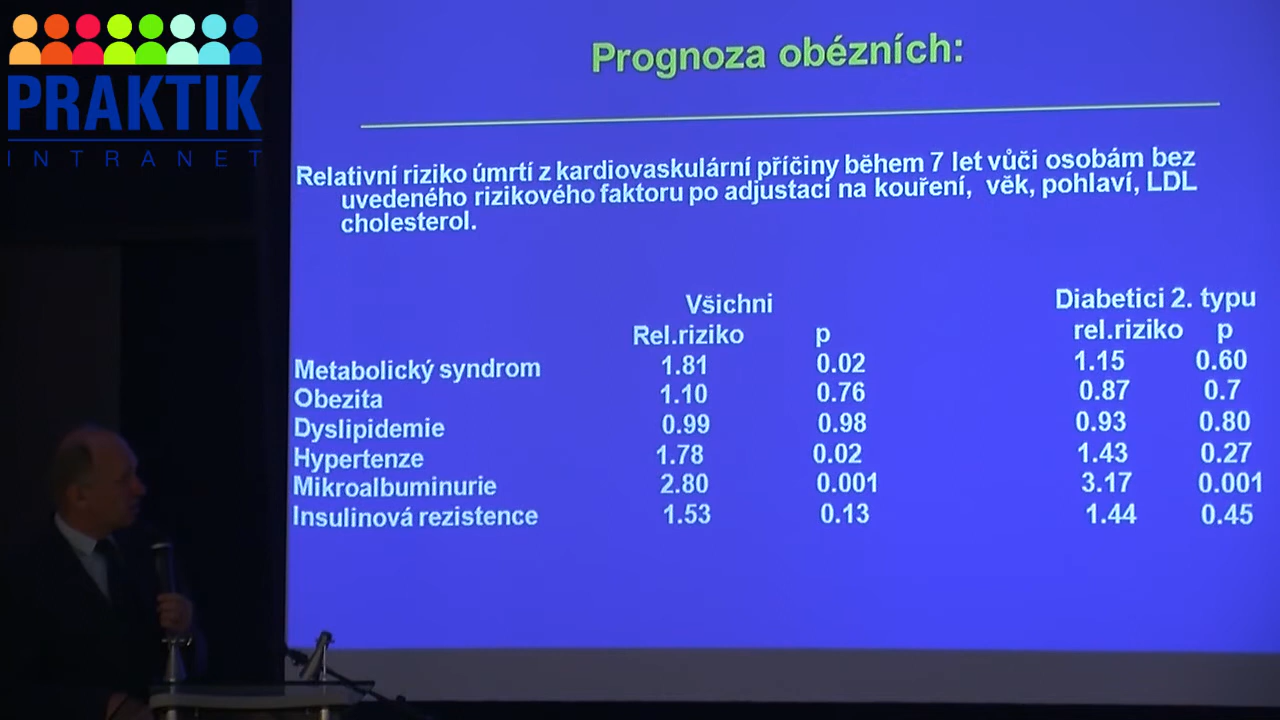 PRAKTIK
INTRANET
Prognoza obézních:
Relativní riziko úmrtí z kardiovaskulární příčiny během 7 let vůči osobám bez
uvedeného rizikového faktoru po adjustaci na kouření, věk, pohlaví, LDL
cholesterol.
Všichni Diabetici 2. typu
Rel.riziko p rel.riziko p
Metabolický syndrom 1.81 0.02 1.15 0.60
Obezita 1.10 0.76 0.87 0.7
Dyslipidemie 0.99 0.98 0.93 0.80
Hypertenze 1.78 0.02 1.43 0.27
Mikroalbuminurie 2.80 0.001 3.17 0.001
Insulinová rezistence 1.53 0.13 1.44 0.45